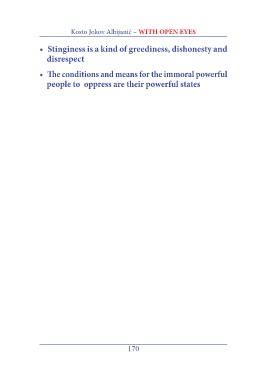 Kosto Jokov Albijanić – WITH OPEN EYES
• Stinginess is a kind of greediness, dishonesty and
disrespect
• The conditions and means for the immoral powerful
people to oppress are their powerful states
170